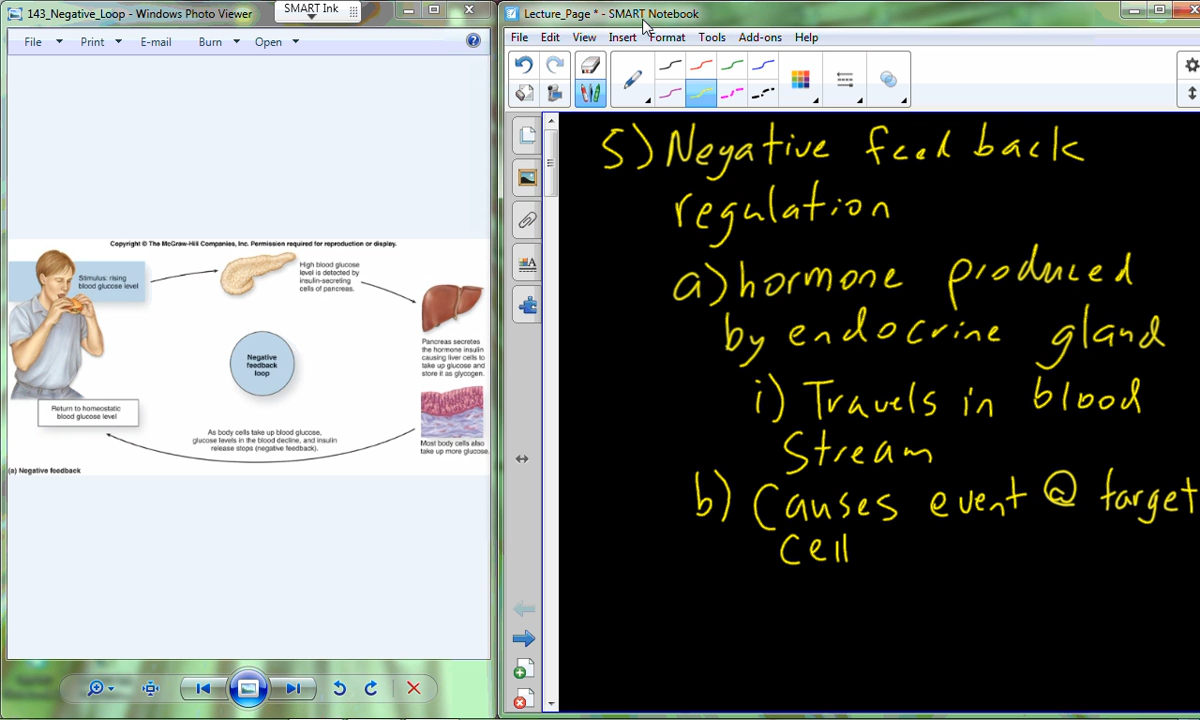 143_Negative_Loop - Windows Photo Viewer
SMART Ink
File Print E-mail Burn Open
Copyright © The McGraw-Hill Companies, Inc. Permission required for reproduction or display.
Stimulus: rising
blood glucose level
High blood glucose
level is detected by
insulin-secreting
cells of pancreas.
Negative
feedback
loop
Pancreas secretes
the hormone insulin
causing liver cells to
take up glucose and
store it as glycogen.
Return to homeostatic
blood glucose level
As body cells take up blood glucose,
glucose levels in the blood decline, and insulin
release stops (negative feedback).
Most body cells also
take up more glucose.
(a) Negative feedback
Lecture_Page * - SMART Notebook
File Edit View Insert Format Tools Add-ons Help
5) Negative feed back
regulation
a) hormone produced
by endocrine gland
i) Travels in blood
Stream
b) Causes event @ target
cell